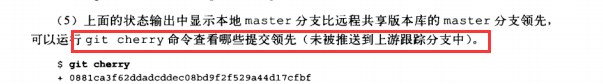 （5）上面的状态输出中显示本地 master 分支比远程共享版本库的 master 分支领先，
可以运行 git cherry 命令查看哪些提交领先（未被推送到上游跟踪分支中）。
$ git cherry
+ 0881ca3f62ddadcddec08bd9f2f529a44d17cfbf